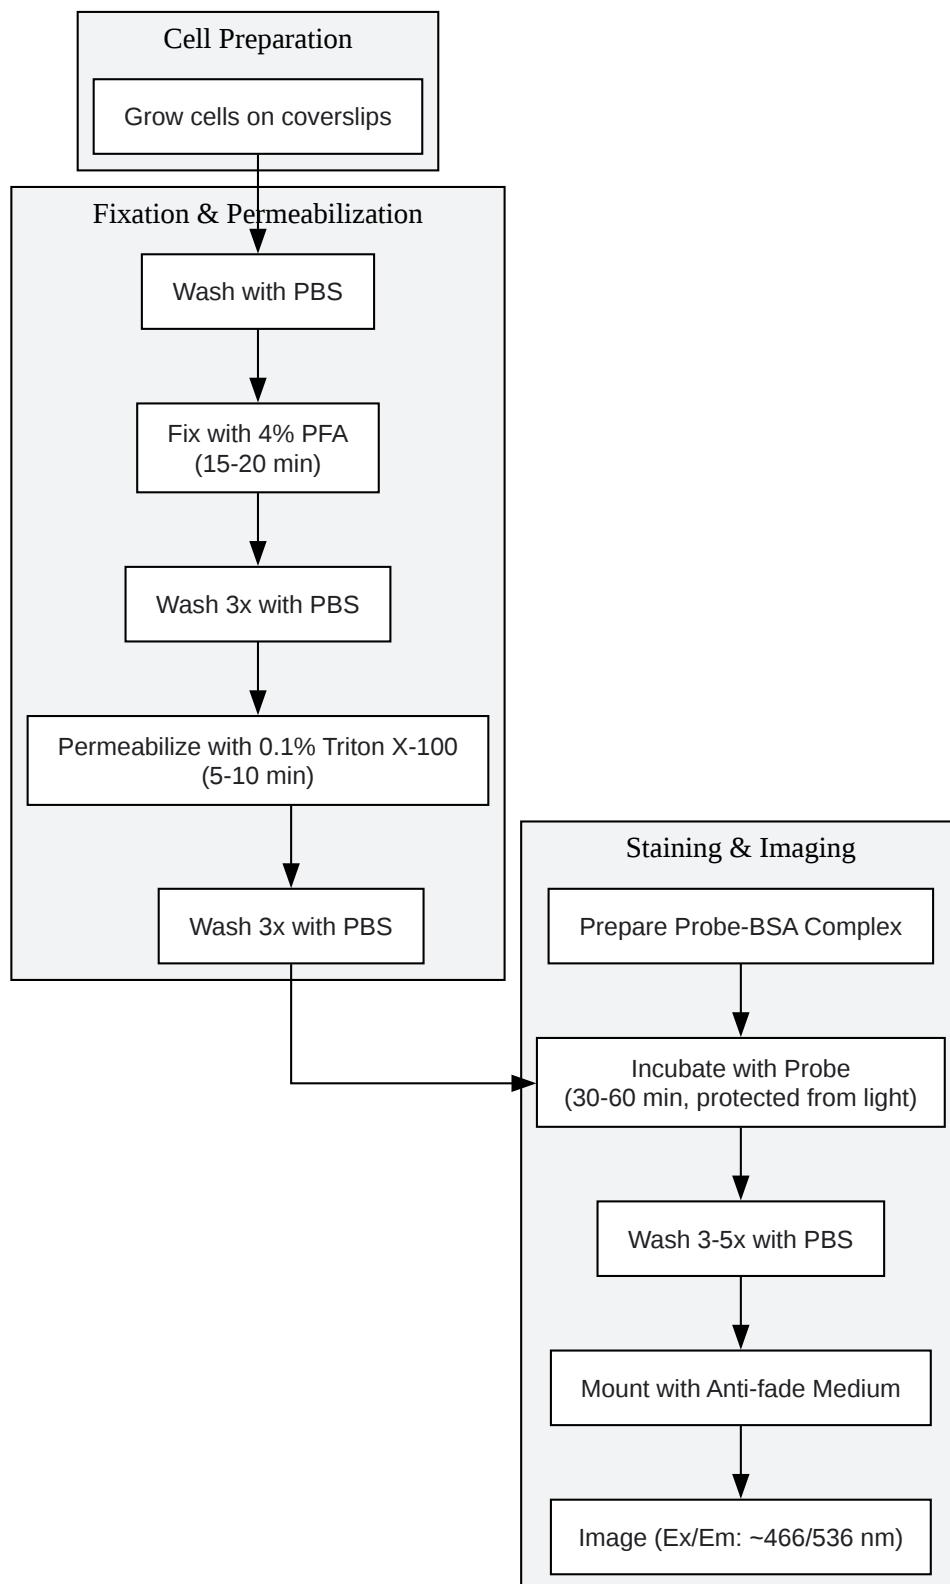 Cell Preparation
Grow cells on coverslips
Fixation & Permeabilization
Wash with PBS
Fix with 4% PFA
(15-20 min)
Wash 3x with PBS
Permeabilize with 0.1% Triton X-100
(5-10 min)
Wash 3x with PBS
Staining & Imaging
Prepare Probe-BSA Complex
Incubate with Probe
(30-60 min, protected from light)
Wash 3-5x with PBS
Mount with Anti-fade Medium
Image (Ex/Em: ~466/536 nm)